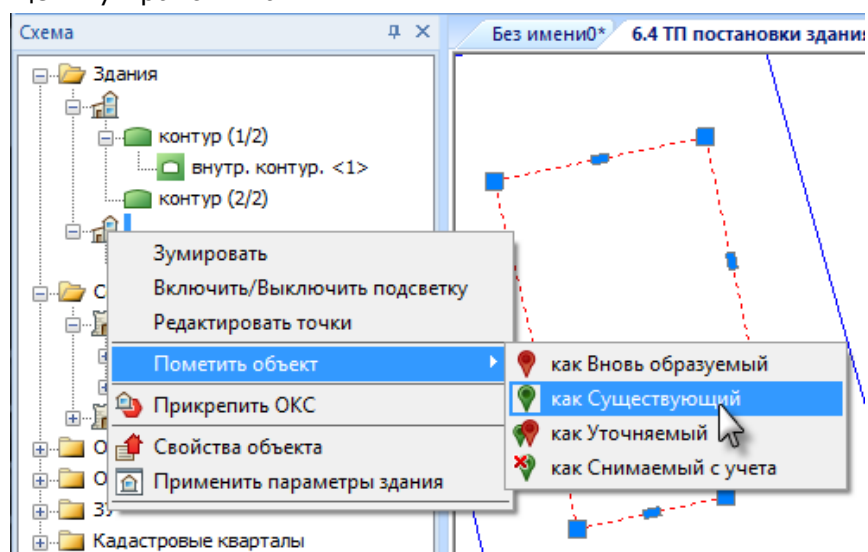 Схема
Без имени0*
6.4 ТП постановки здания
Здания
контур (1/2)
внутр. контур. <1>
контур (2/2)
Зумировать
Включить/Выключить подсветку
Редактировать точки
Пометить объект
как Вновь образуемый
как Существующий
как Уточняемый
как Снимаемый с учета
Прикрепить ОКС
Свойства объекта
Применить параметры здания
Кадастровые кварталы